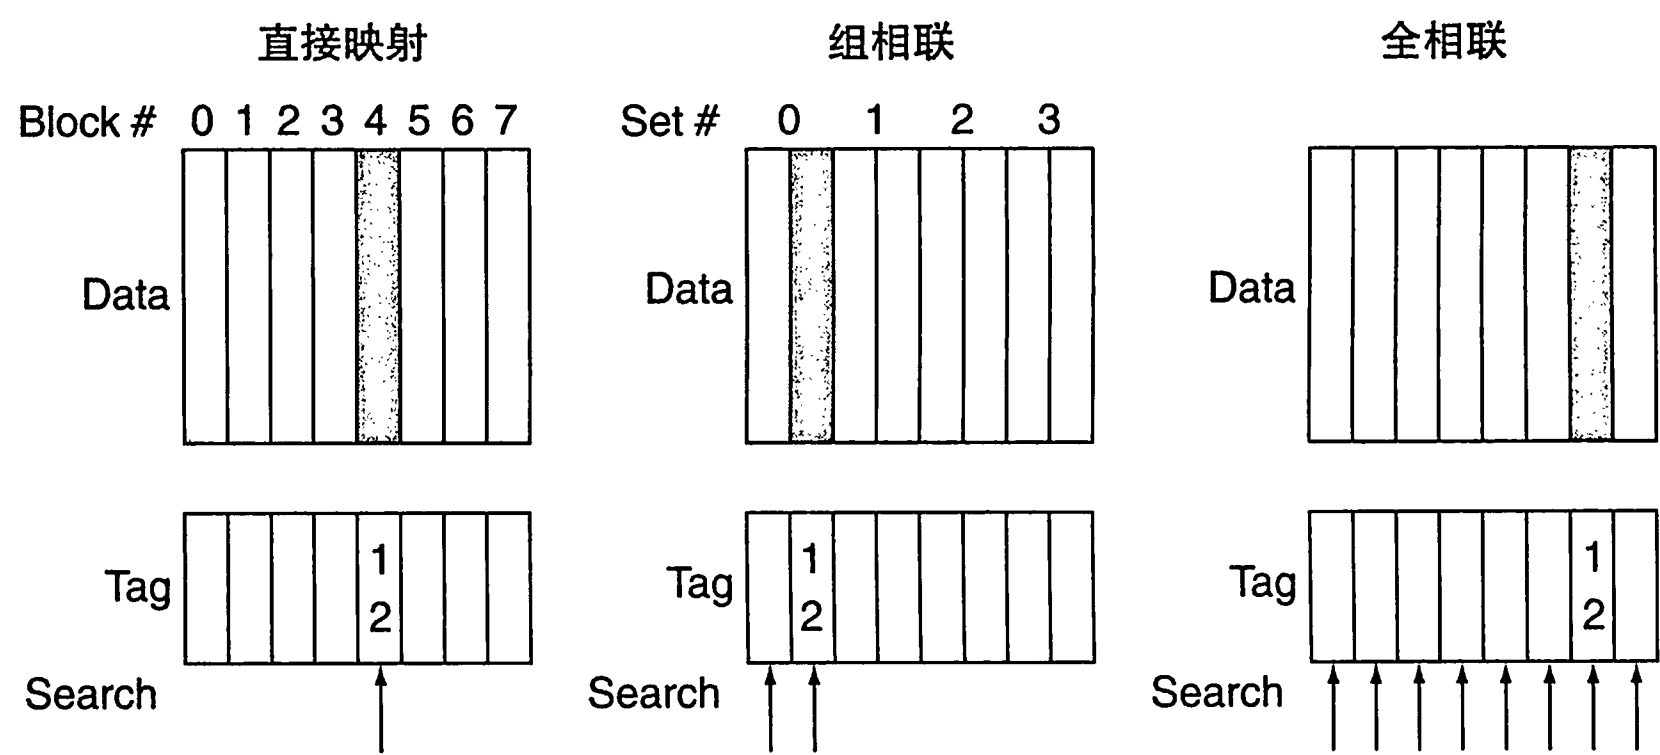 直接映射
组相联
全相联
Block # 0 1 2 3 4 5 6 7
Set # 0 1 2 3
Data
Data
Data
Tag
1
2
Tag
1
2
Tag
1
2
Search
Search
Search